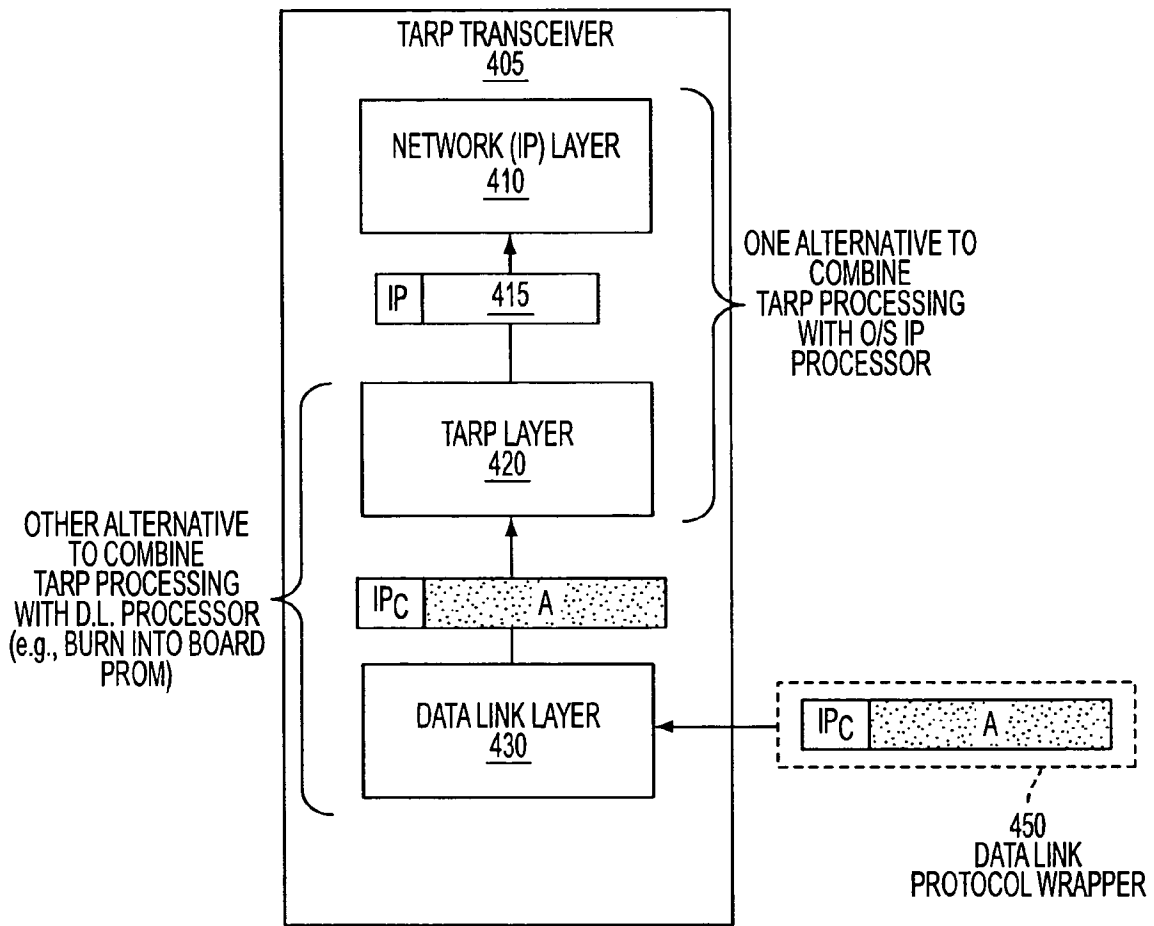 TARP TRANSCEIVER
405
NETWORK (IP) LAYER
410
IP
415
ONE ALTERNATIVE TO
COMBINE
TARP PROCESSING
WITH O/S IP
PROCESSOR
TARP LAYER
420
OTHER ALTERNATIVE
TO COMBINE
TARP PROCESSING
WITH D.L. PROCESSOR
(e.g., BURN INTO BOARD
PROM)
IPC
A
DATA LINK LAYER
430
IPC
A
450
DATA LINK
PROTOCOL WRAPPER